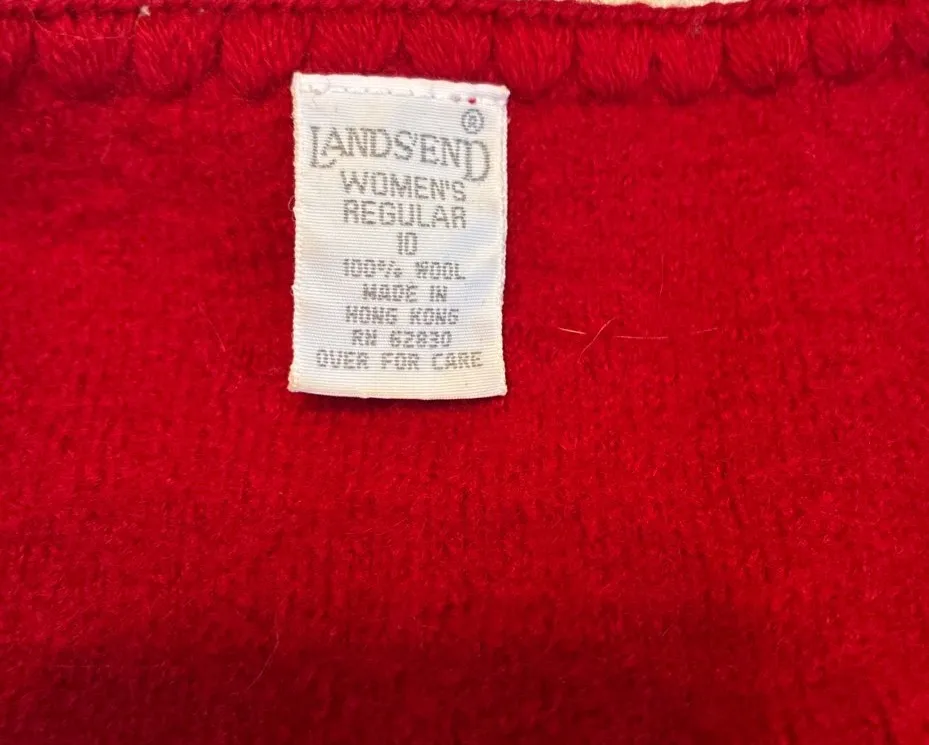 ®
LANDS'END
WOMEN'S
REGULAR
10
100% WOOL
MADE IN
HONG KONG
RN 62830
OVER FOR CARE